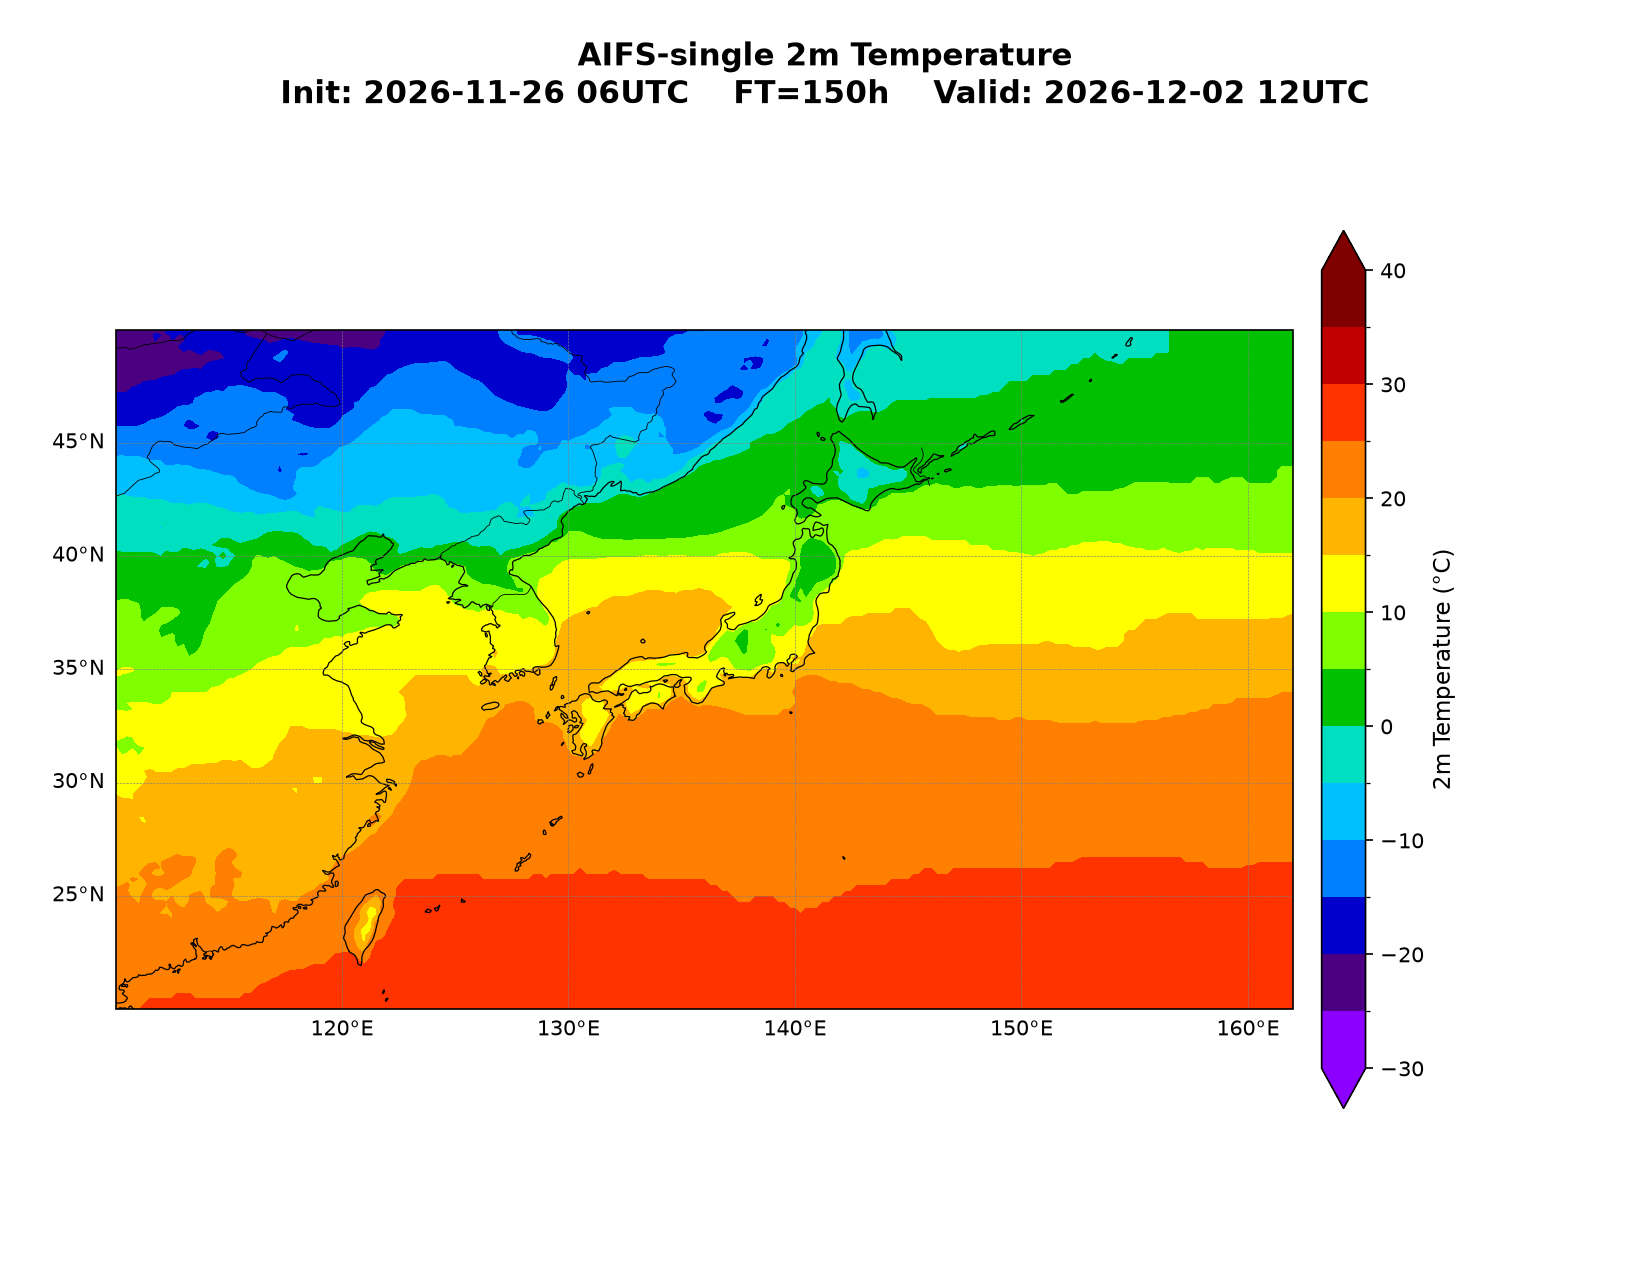 AIFS-single 2m Temperature
Init: 2026-11-26 06UTC    FT=150h    Valid: 2026-12-02 12UTC
45°N
40°N
35°N
30°N
25°N
120°E
130°E
140°E
150°E
160°E
40
30
20
10
0
−10
−20
−30
2m Temperature (°C)